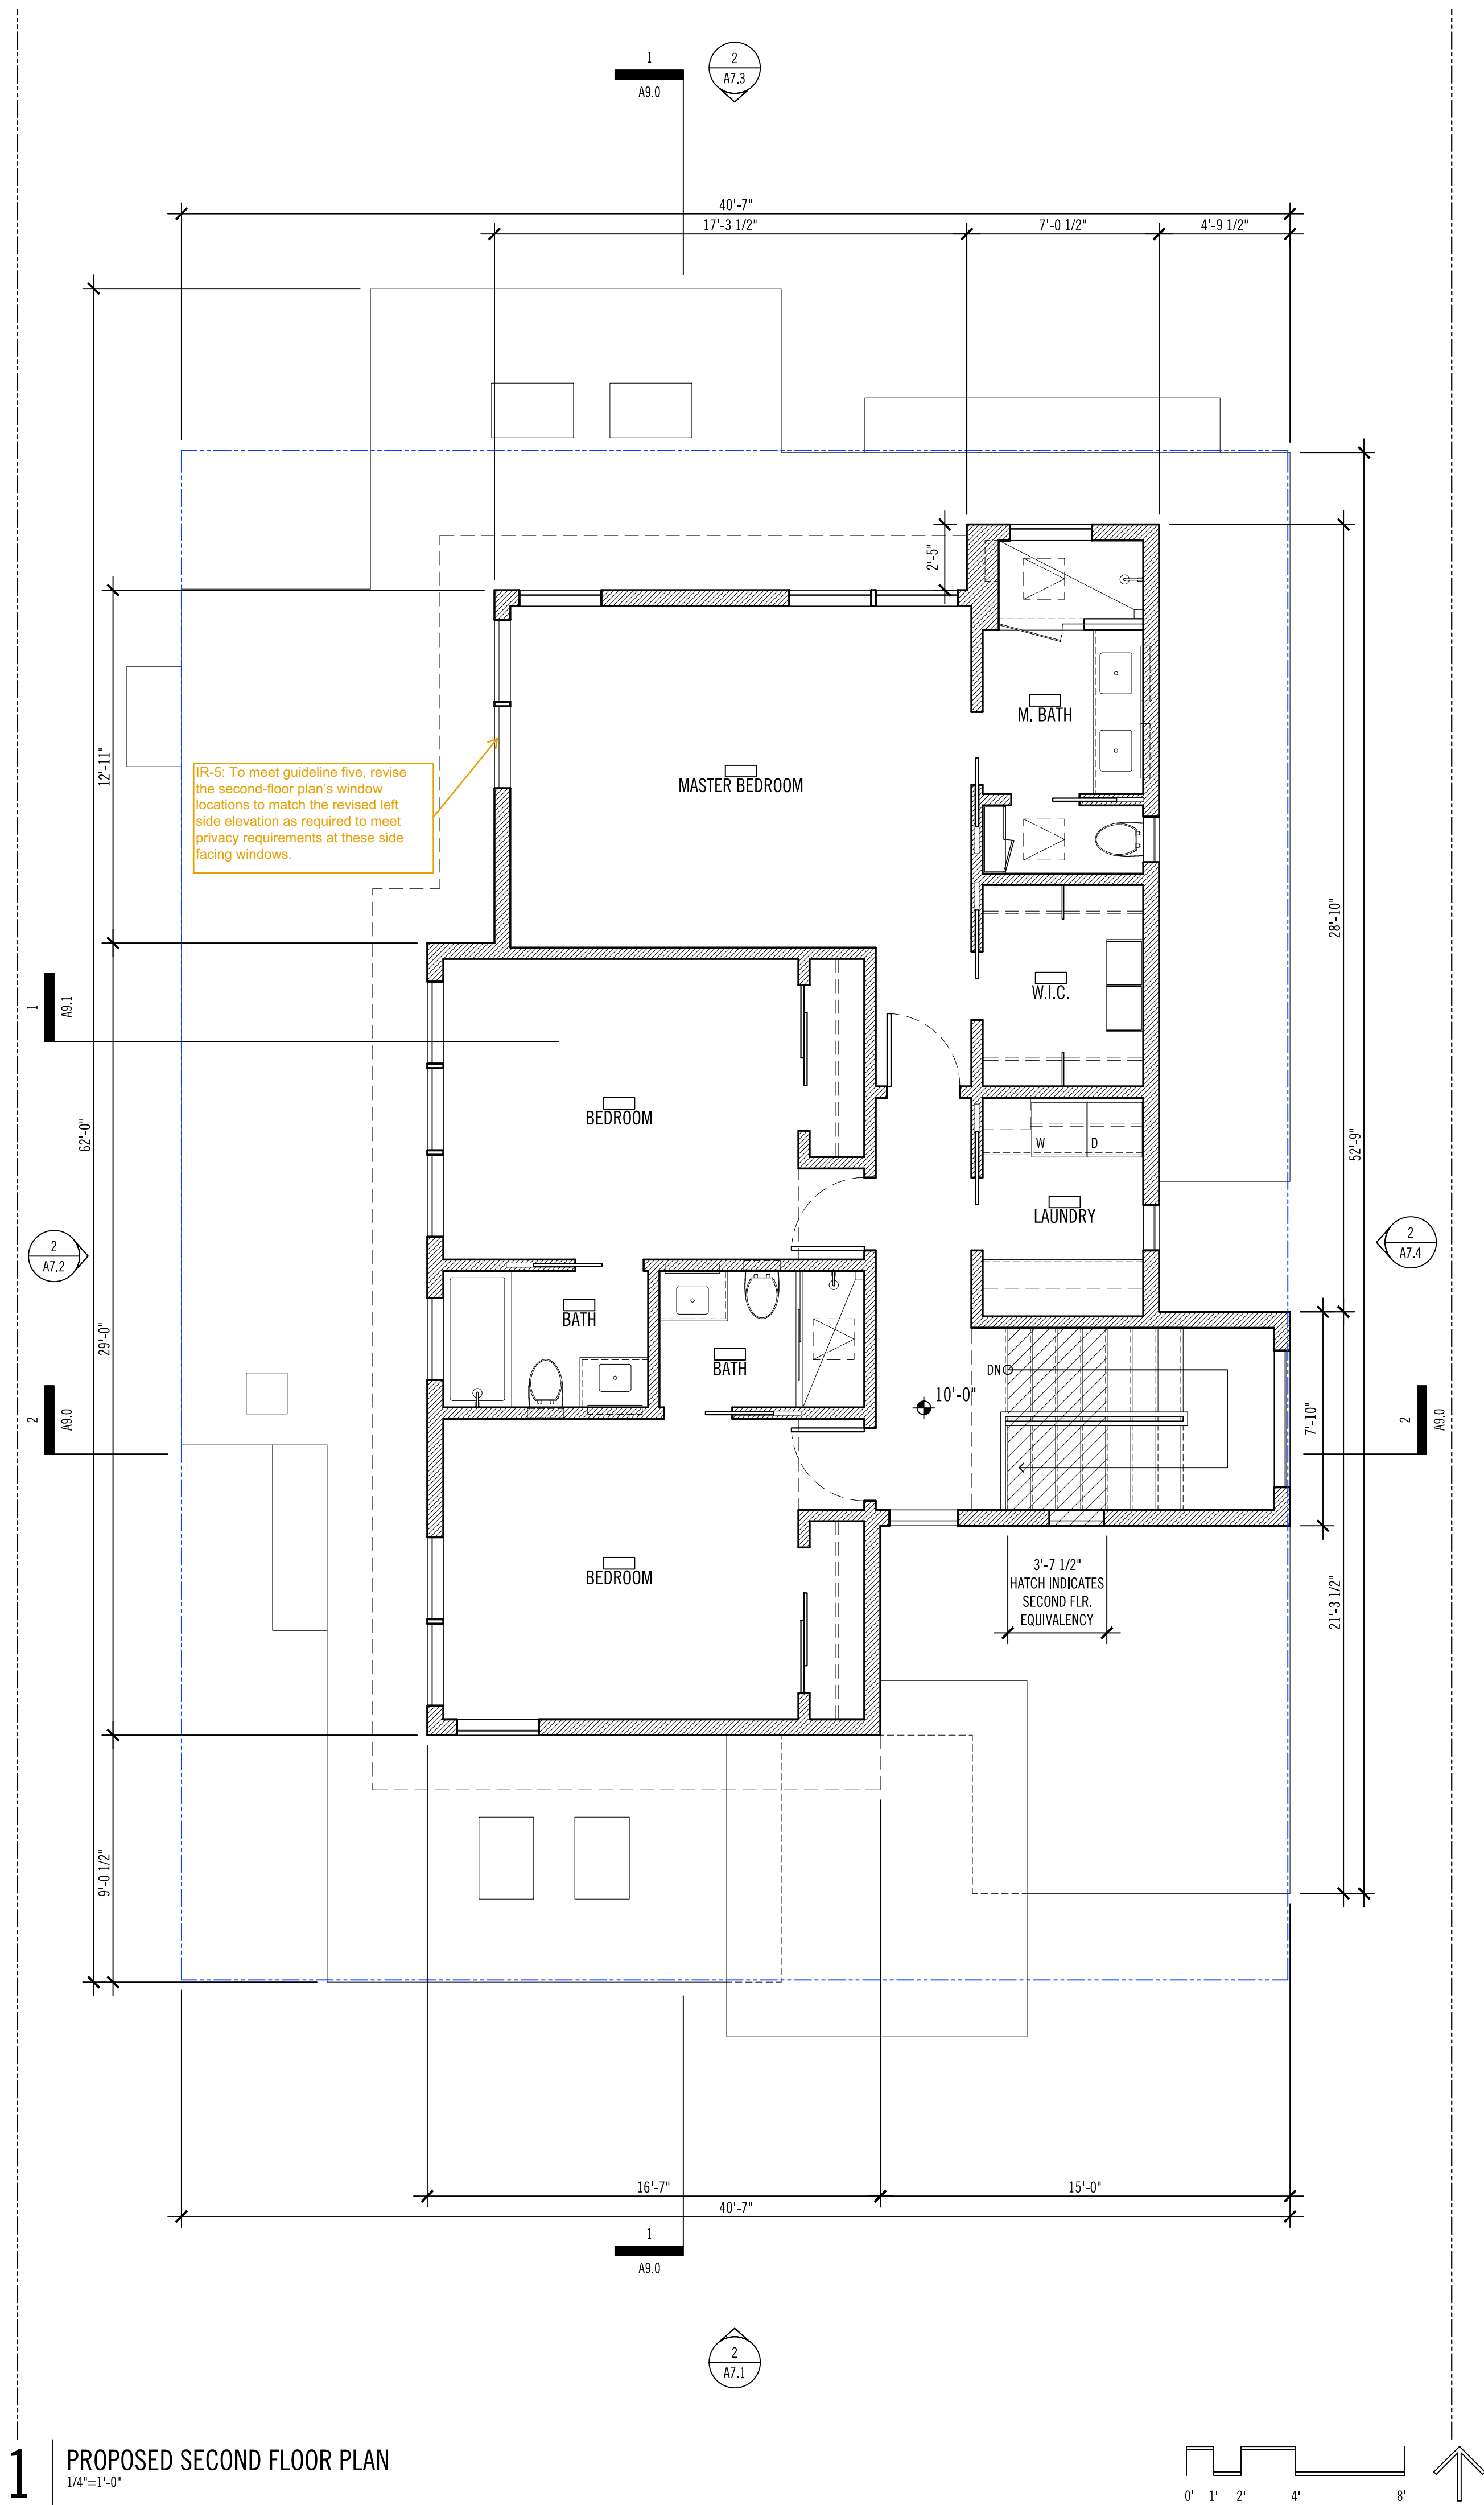 1
A9.0
2
A7.3
40'-7"
17'-3 1/2"
7'-0 1/2"
4'-9 1/2"
2'-5"
M. BATH
MASTER BEDROOM
12'-11"
IR-5: To meet guideline five, revise
the second-floor plan's window
locations to match the revised left
side elevation as required to meet
privacy requirements at these side
facing windows.
28'-10"
W.I.C.
1
A9.1
BEDROOM
62'-0"
52'-9"
W
D
LAUNDRY
2
A7.2
2
A7.4
BATH
29'-0"
BATH
DN
10'-0"
2
A9.0
7'-10"
2
A9.0
BEDROOM
3'-7 1/2"
HATCH INDICATES
SECOND FLR.
EQUIVALENCY
21'-3 1/2"
9'-0 1/2"
16'-7"
15'-0"
40'-7"
1
A9.0
2
A7.1
1
PROPOSED SECOND FLOOR PLAN
1/4"=1'-0"
0' 1' 2' 4' 8'